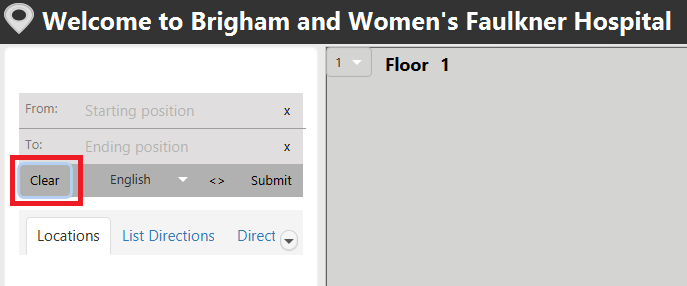 Welcome to Brigham and Women's Faulkner Hospital
1 Floor 1
From: Starting position x
To: Ending position x
Clear English <> Submit
Locations List Directions Direct